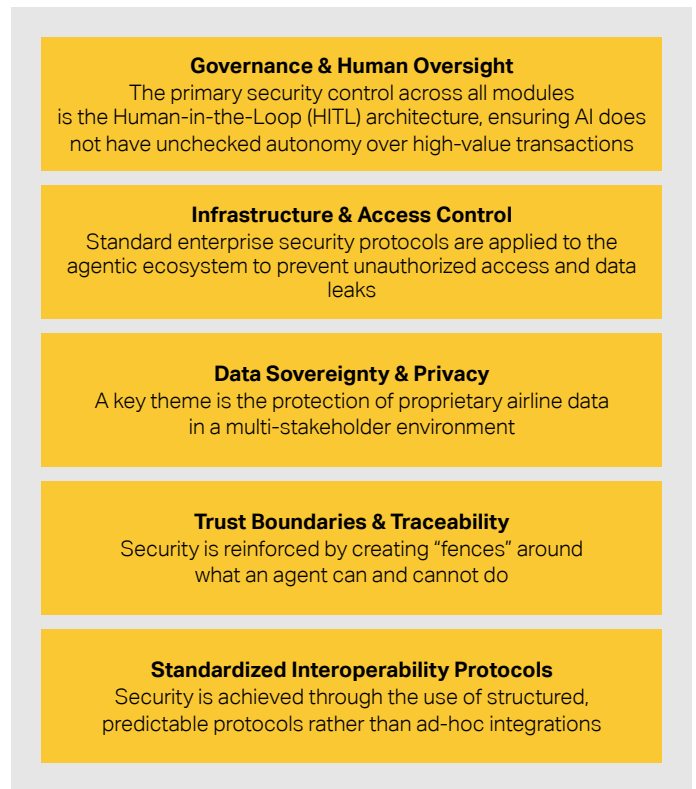 Governance & Human Oversight
The primary security control across all modules
is the Human-in-the-Loop (HITL) architecture, ensuring AI does
not have unchecked autonomy over high-value transactions
Infrastructure & Access Control
Standard enterprise security protocols are applied to the
agentic ecosystem to prevent unauthorized access and data
leaks
Data Sovereignty & Privacy
A key theme is the protection of proprietary airline data
in a multi-stakeholder environment
Trust Boundaries & Traceability
Security is reinforced by creating “fences” around
what an agent can and cannot do
Standardized Interoperability Protocols
Security is achieved through the use of structured,
predictable protocols rather than ad-hoc integrations